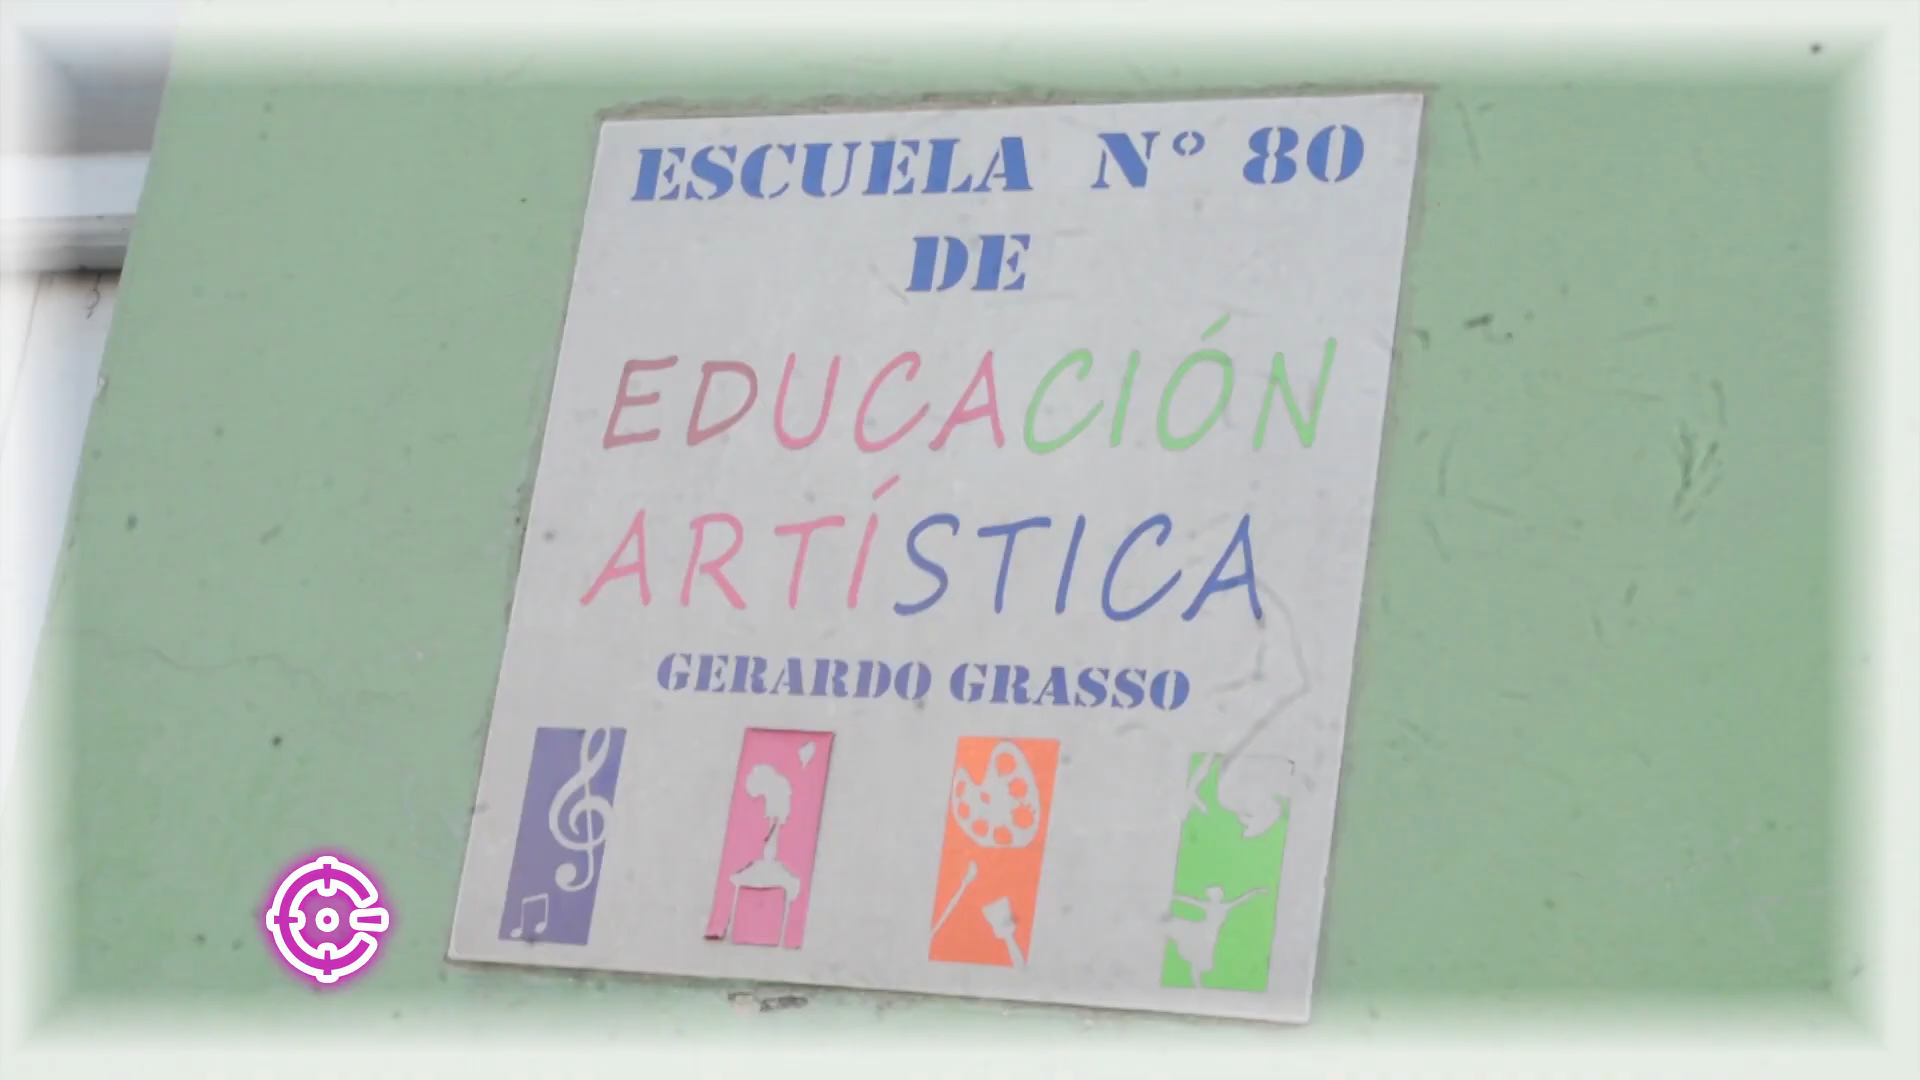 ESCUELA N° 80
DE
EDUCACIÓN
ARTÍSTICA
GERARDO GRASSO